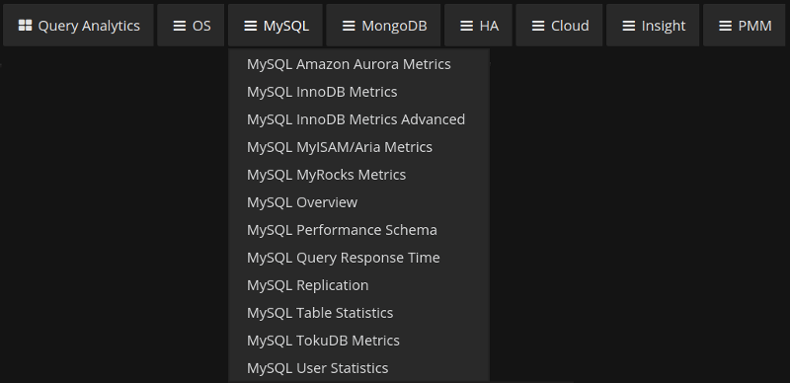 Query Analytics OS MySQL MongoDB HA Cloud Insight PMM
MySQL Amazon Aurora Metrics
MySQL InnoDB Metrics
MySQL InnoDB Metrics Advanced
MySQL MyISAM/Aria Metrics
MySQL MyRocks Metrics
MySQL Overview
MySQL Performance Schema
MySQL Query Response Time
MySQL Replication
MySQL Table Statistics
MySQL TokuDB Metrics
MySQL User Statistics